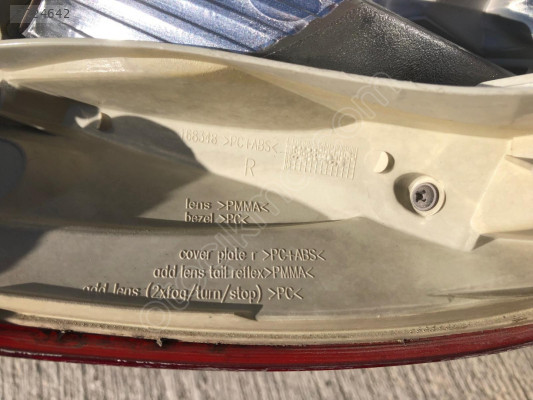 168348 >PC+ABS<
R
lens >PMMA<
bezel >PC<
cover plate r >PC+ABS<
add lens tail reflex>PMMA<
add lens (2xfog/turn/stop) >PC<